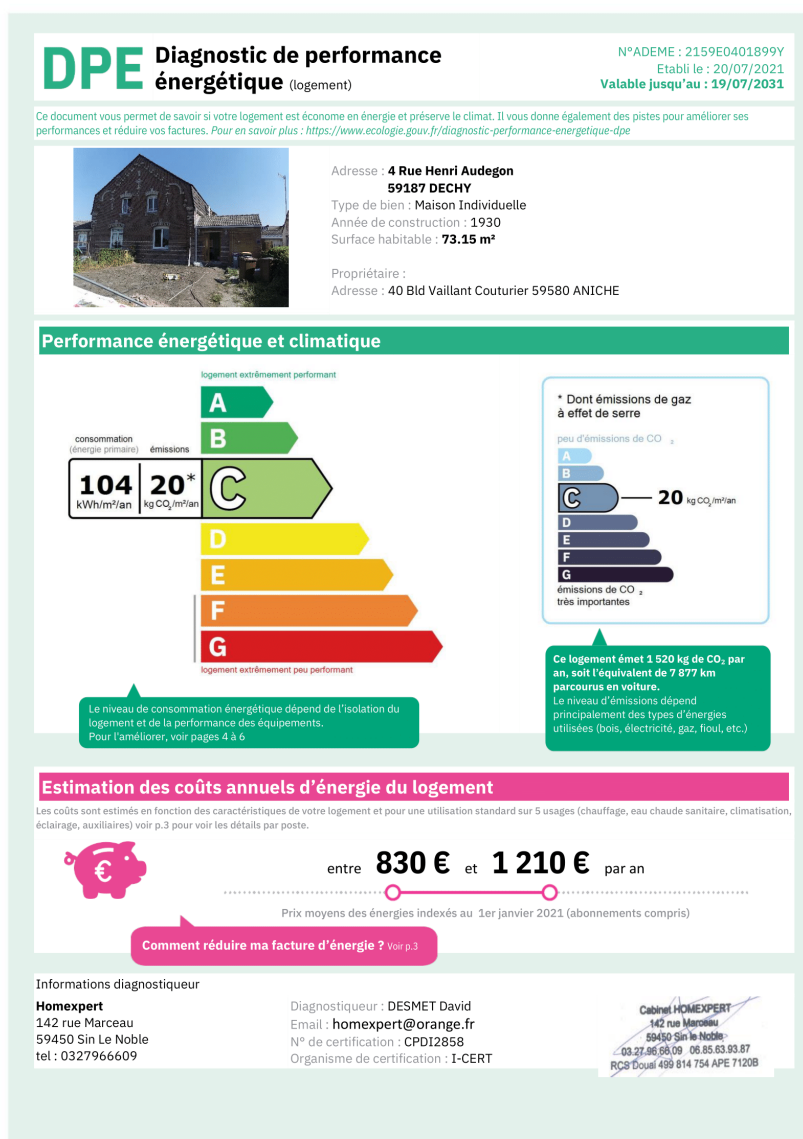 DPE
Diagnostic de performance
énergétique (logement)
N°ADEME : 2159E0401899Y
Etabli le : 20/07/2021
Valable jusqu'au : 19/07/2031
Ce document vous permet de savoir si votre logement est économe en énergie et préserve le climat. Il vous donne également des pistes pour améliorer ses
performances et réduire vos factures. Pour en savoir plus : https://www.ecologie.gouv.fr/diagnostic-performance-energetique-dpe
Adresse : 4 Rue Henri Audegon
59187 DECHY
Type de bien : Maison Individuelle
Année de construction : 1930
Surface habitable : 73.15 m²
Propriétaire :
Adresse : 40 Bld Vaillant Couturier 59580 ANICHE
Performance énergétique et climatique
logement extrêmement performant
A
B
consommation
(énergie primaire)
émissions
104
kWh/m²/an
20*
kg CO₂/m²/an
C
D
E
F
G
logement extrêmement peu performant
* Dont émissions de gaz
à effet de serre
peu d'émissions de CO ₂
A
B
C
20 kg CO₂/m²/an
D
E
F
G
émissions de CO ₂
très importantes
Le niveau de consommation énergétique dépend de l'isolation du
logement et de la performance des équipements.
Pour l'améliorer, voir pages 4 à 6
Ce logement émet 1 520 kg de CO₂ par
an, soit l'équivalent de 7 877 km
parcourus en voiture.
Le niveau d'émissions dépend
principalement des types d'énergies
utilisées (bois, électricité, gaz, fioul, etc.)
Estimation des coûts annuels d'énergie du logement
Les coûts sont estimés en fonction des caractéristiques de votre logement et pour une utilisation standard sur 5 usages (chauffage, eau chaude sanitaire, climatisation,
éclairage, auxiliaires) voir p.3 pour voir les détails par poste.
€
entre 830 € et 1 210 € par an
Prix moyens des énergies indexés au 1er janvier 2021 (abonnements compris)
Comment réduire ma facture d'énergie ? Voir p.3
Informations diagnostiqueur
Homexpert
142 rue Marceau
59450 Sin Le Noble
tel : 0327966609
Diagnostiqueur : DESMET David
Email : homexpert@orange.fr
N° de certification : CPDI2858
Organisme de certification : I-CERT
Cabinet HOMEXPERT
142 rue Marceau
59450 Sin le Noble
03.27.96.66.09 06.85.63.93.87
RCS Douai 499 814 754 APE 7120B